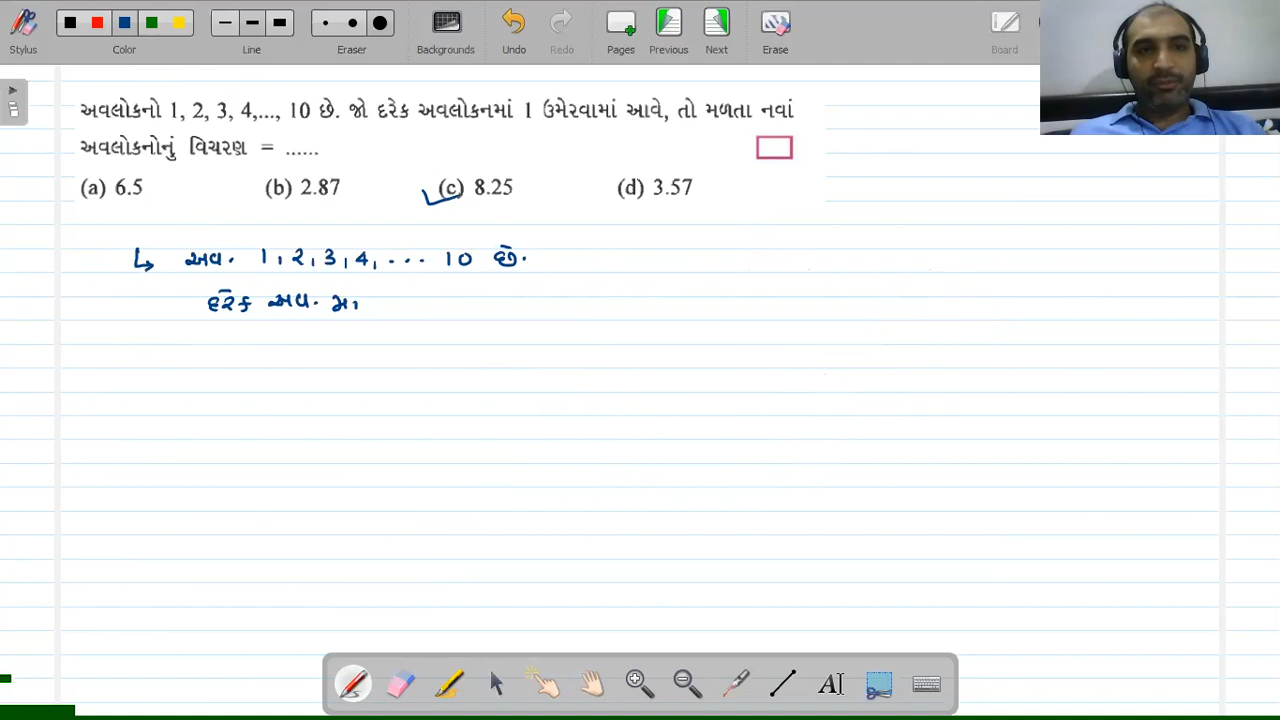 Stylus Color Line Eraser Backgrounds Undo Redo Pages Previous Next Erase Board
અવલોકનો 1, 2, 3, 4,..., 10 છે. જો દરેક અવલોકનમાં 1 ઉમેરવામાં આવે, તો મળતા નવાં
અવલોકનોનું વિચરણ = ......
(a) 6.5 (b) 2.87 (c) 8.25 (d) 3.57
↳ અવ. 1, 2, 3, 4, ... 10 છે.
દરેક અવ. મા